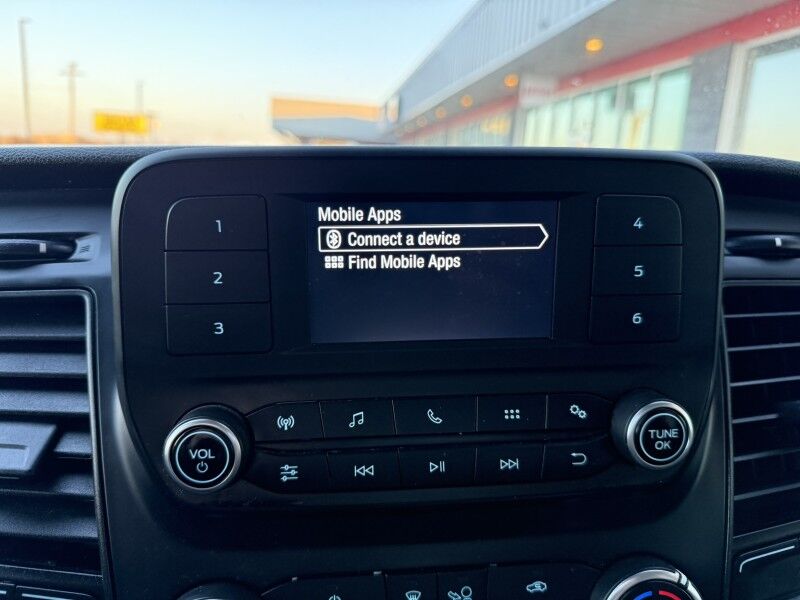 Mobile Apps
Connect a device
Find Mobile Apps
1
2
3
4
5
6
VOL
TUNE
OK